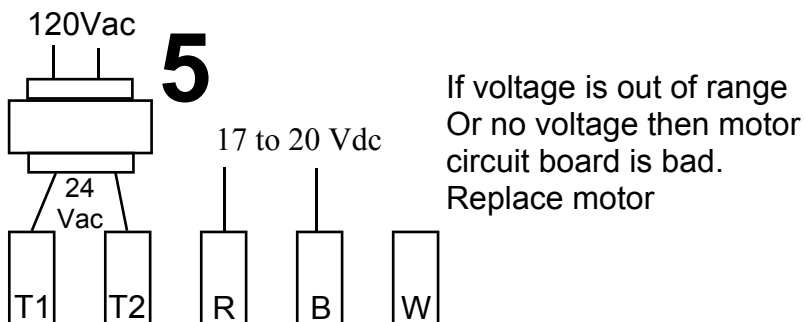 120Vac
5
17 to 20 Vdc
24
Vac
T1 T2 R B W
If voltage is out of range
Or no voltage then motor
circuit board is bad.
Replace motor